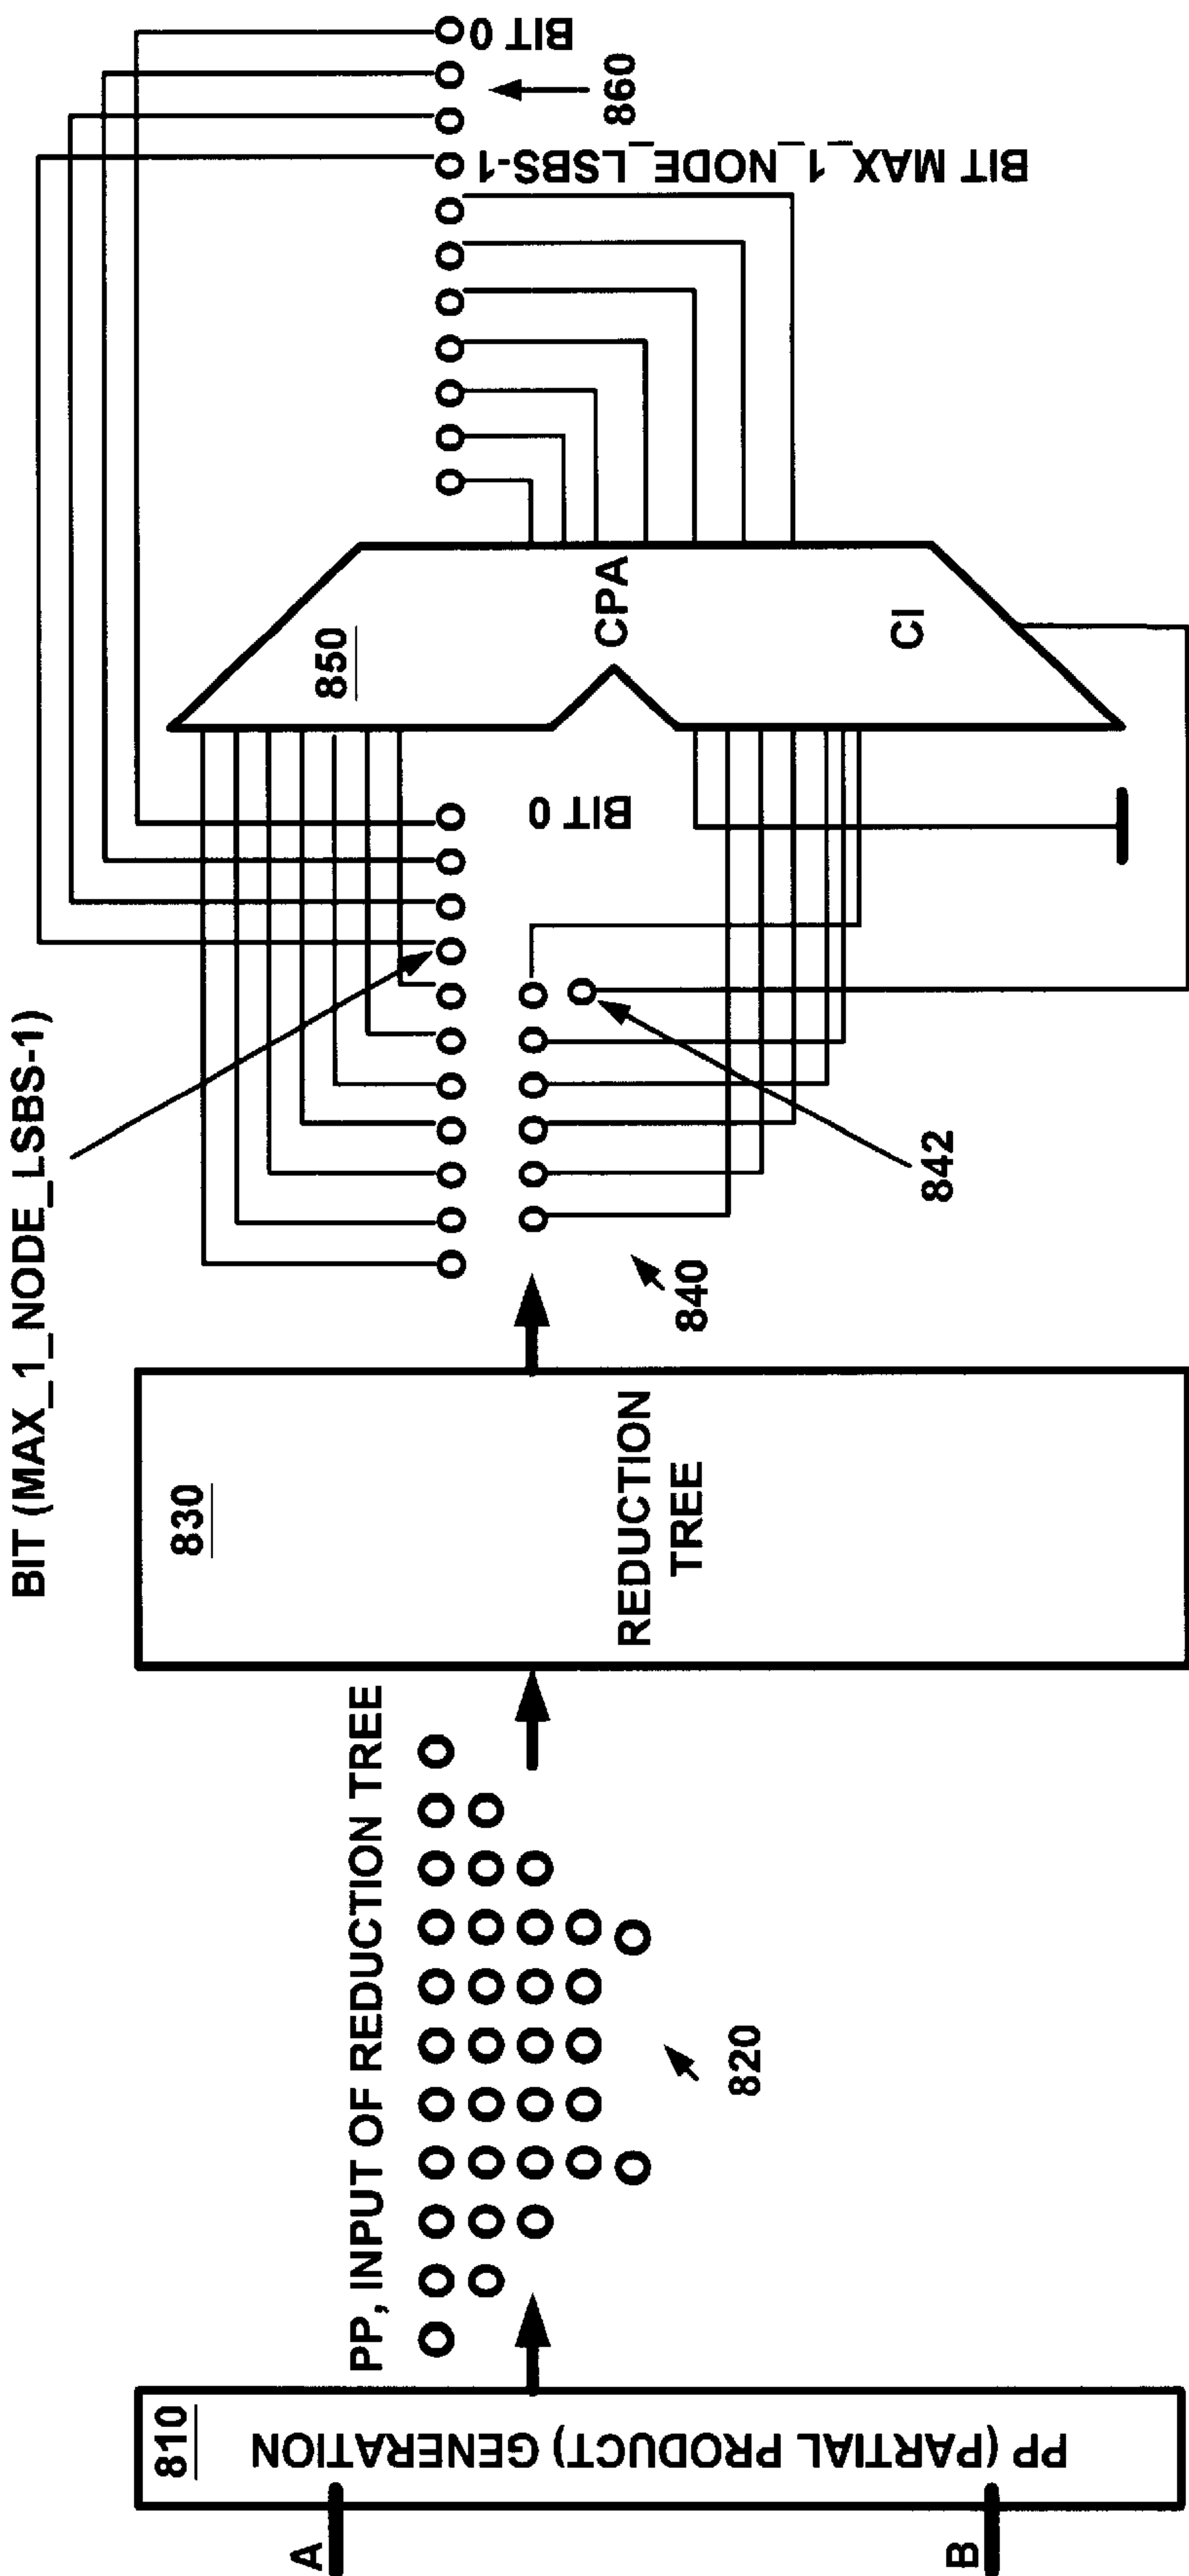 A
B
810
PP (PARTIAL PRODUCT) GENERATION
PP, INPUT OF REDUCTION TREE
820
830
REDUCTION
TREE
BIT (MAX_1_NODE_LSBS-1)
840
842
BIT 0
850
CPA
CI
BIT MAX_1_NODE_LSBS-1
860
BIT 0